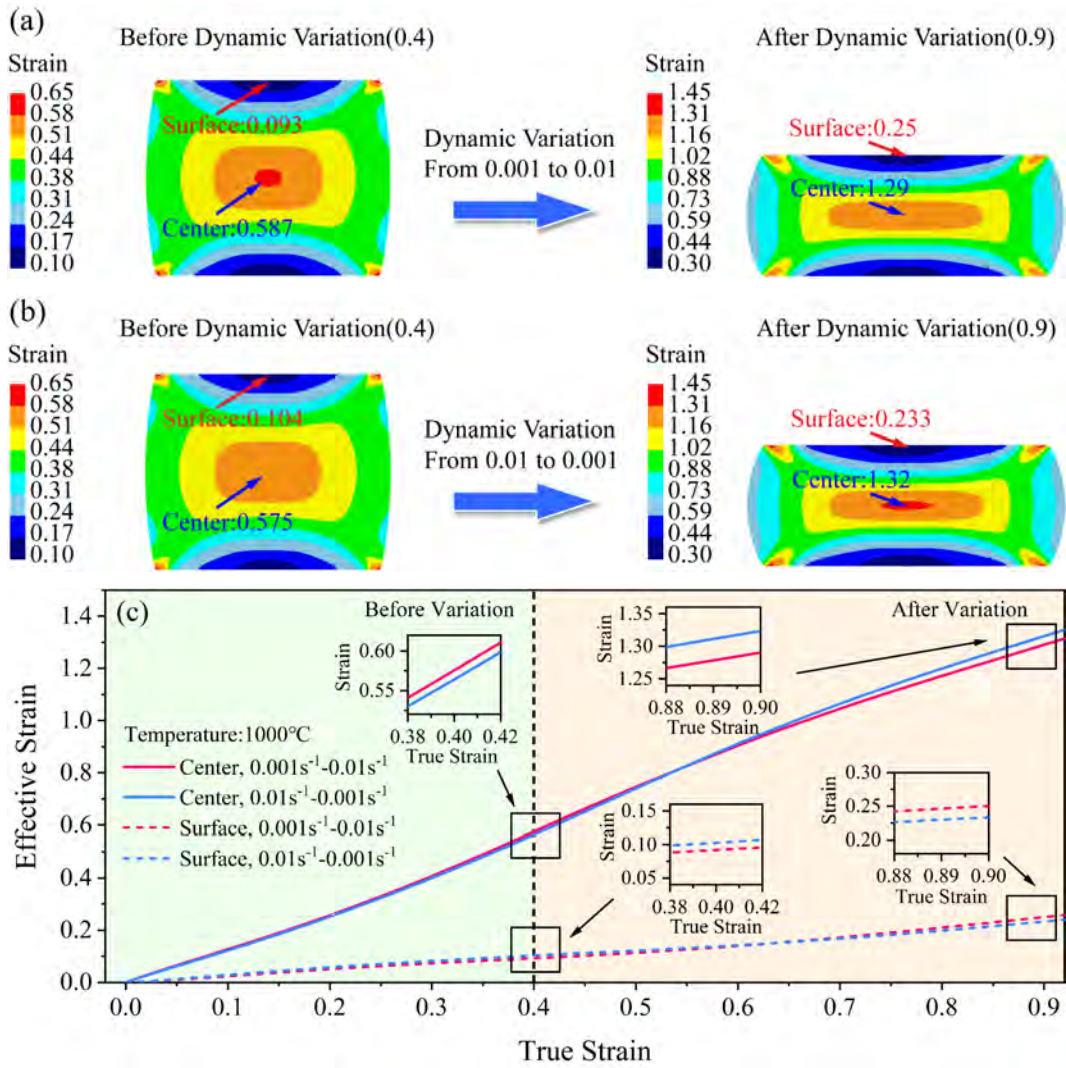 (a)
Before Dynamic Variation(0.4)
After Dynamic Variation(0.9)
Strain
0.65
0.58
0.51
0.44
0.38
0.31
0.24
0.17
0.10
Surface:0.093
Center:0.587
Dynamic Variation
From 0.001 to 0.01
Strain
1.45
1.31
1.16
1.02
0.88
0.73
0.59
0.44
0.30
Surface:0.25
Center:1.29
(b)
Before Dynamic Variation(0.4)
After Dynamic Variation(0.9)
Strain
0.65
0.58
0.51
0.44
0.38
0.31
0.24
0.17
0.10
Surface:0.104
Center:0.575
Dynamic Variation
From 0.01 to 0.001
Strain
1.45
1.31
1.16
1.02
0.88
0.73
0.59
0.44
0.30
Surface:0.233
Center:1.32
(c)
Before Variation
After Variation
Effective Strain
1.4
1.2
1.0
0.8
0.6
0.4
0.2
0.0
Strain
0.60
0.55
0.38 0.40 0.42
True Strain
Strain
1.35
1.30
1.25
0.88 0.89 0.90
True Strain
Temperature:1000°C
Center, 0.001s⁻¹-0.01s⁻¹
Center, 0.01s⁻¹-0.001s⁻¹
Surface, 0.001s⁻¹-0.01s⁻¹
Surface, 0.01s⁻¹-0.001s⁻¹
Strain
0.15
0.10
0.05
0.38 0.40 0.42
True Strain
Strain
0.30
0.25
0.20
0.88 0.89 0.90
True Strain
0.0 0.1 0.2 0.3 0.4 0.5 0.6 0.7 0.8 0.9
True Strain